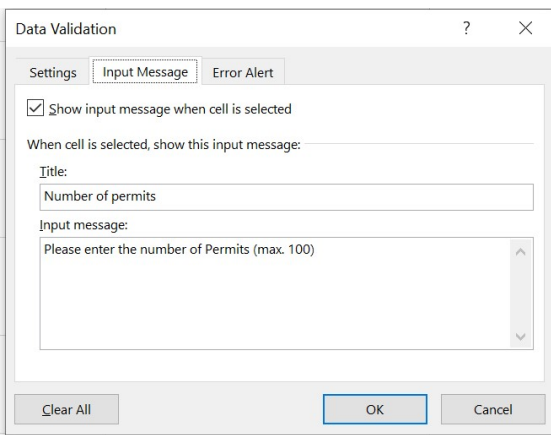 Data Validation ? ×
Settings Input Message Error Alert
Show input message when cell is selected
When cell is selected, show this input message:
Title:
Number of permits
Input message:
Please enter the number of Permits (max. 100)
Clear All OK Cancel